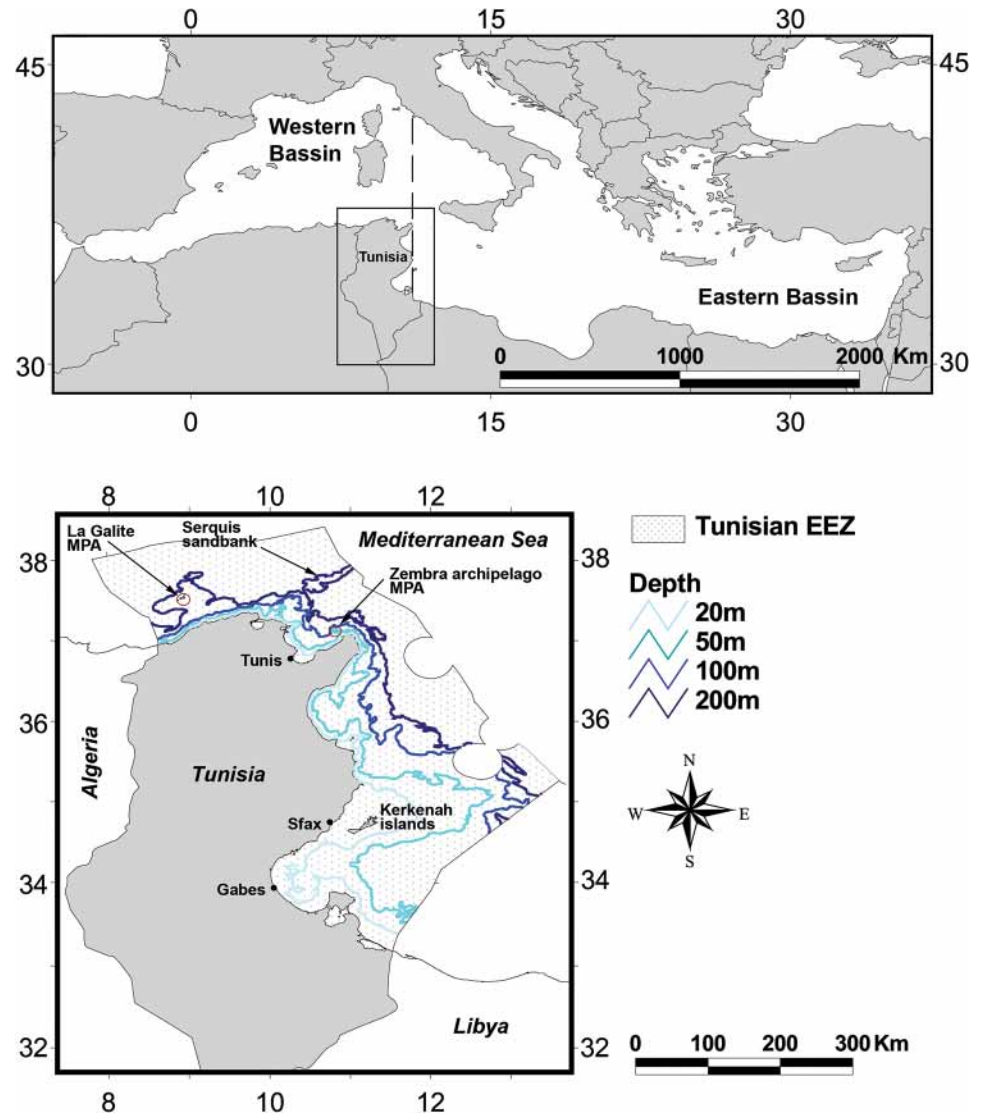 0 15 30
45 45
Western
Basin
Tunisia
Eastern Basin
0 1000 2000 Km
30 30
0 15 30
8 10 12
La Galite
MPA
Serquis
sandbank
Mediterranean Sea
38 38
Zembra archipelago
MPA
Tunis
36 36
Algeria
Tunisia
Sfax
Kerkenah
islands
Gabes
34 34
Libya
32 32
8 10 12
Tunisian EEZ
Depth
20m
50m
100m
200m
N
W E
S
0 100 200 300 Km